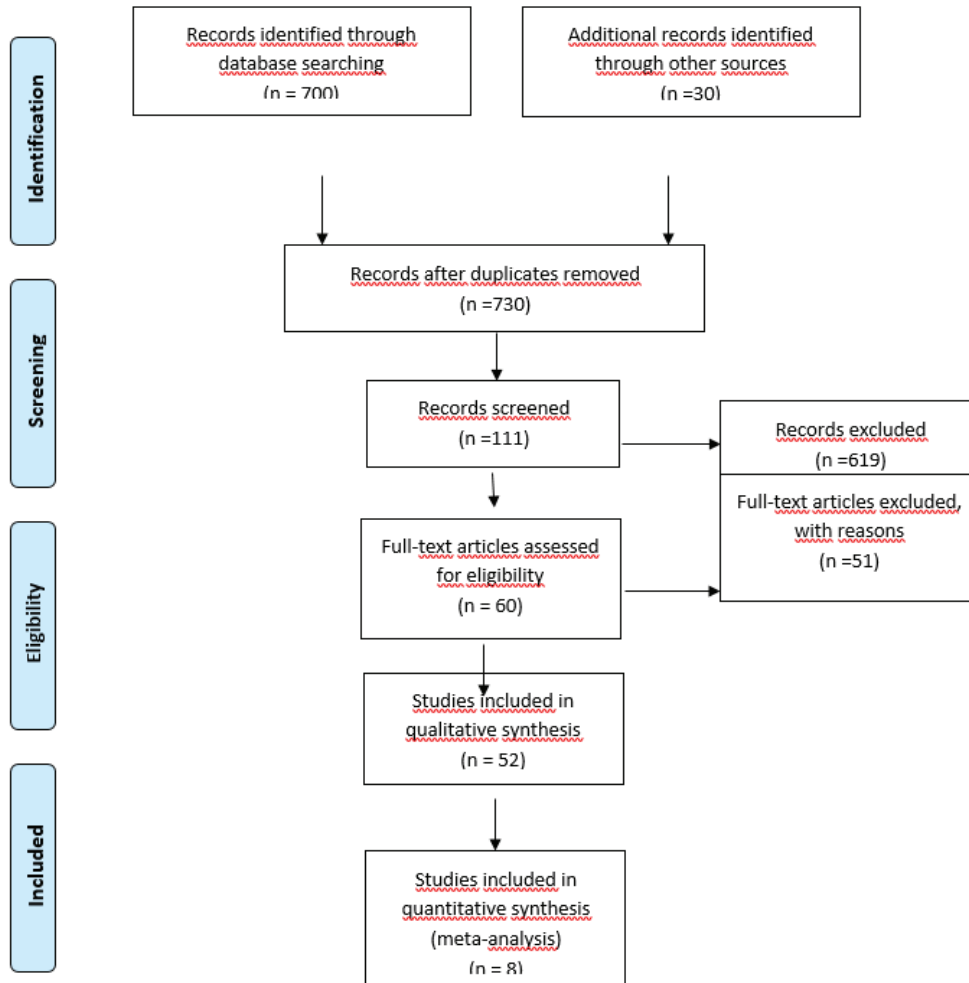 Records identified through
database searching
(n = 700)
Additional records identified
through other sources
(n =30)
Identification
Records after duplicates removed
(n =730)
Screening
Records screened
(n =111)
Records excluded
(n =619)
Full-text articles excluded,
with reasons
(n =51)
Full-text articles assessed
for eligibility
(n = 60)
Eligibility
Studies included in
qualitative synthesis
(n = 52)
Included
Studies included in
quantitative synthesis
(meta-analysis)
(n = 8)